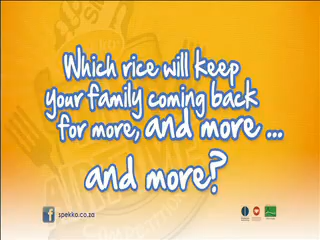 Which rice will keep
your family coming back
for more, and more ...
and more?
spekko.co.za